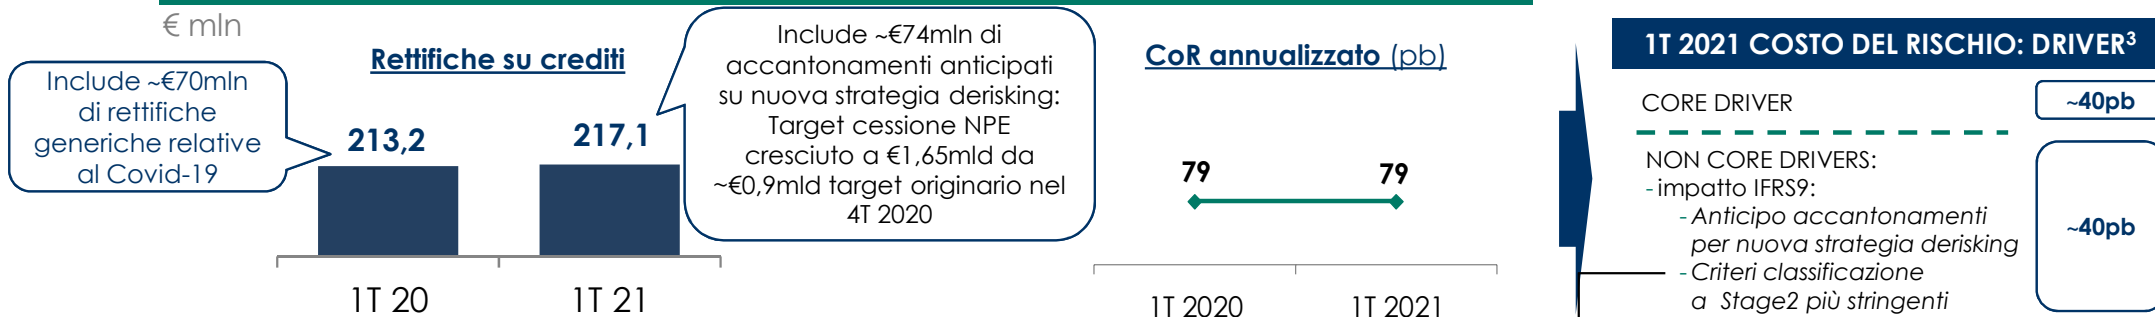 € mln
Include ~€70mln
di rettifiche
generiche relative
al Covid-19
Rettifiche su crediti
213,2
217,1
1T 20
1T 21
Include ~€74mln di
accantonamenti anticipati
su nuova strategia derisking:
Target cessione NPE
cresciuto a €1,65mld da
~€0,9mld target originario nel
4T 2020
CoR annualizzato (pb)
79
79
1T 2020
1T 2021
1T 2021 COSTO DEL RISCHIO: DRIVER³
CORE DRIVER
~40pb
NON CORE DRIVERS:
- impatto IFRS9:
- Anticipo accantonamenti
per nuova strategia derisking
- Criteri classificazione
a Stage2 più stringenti
~40pb